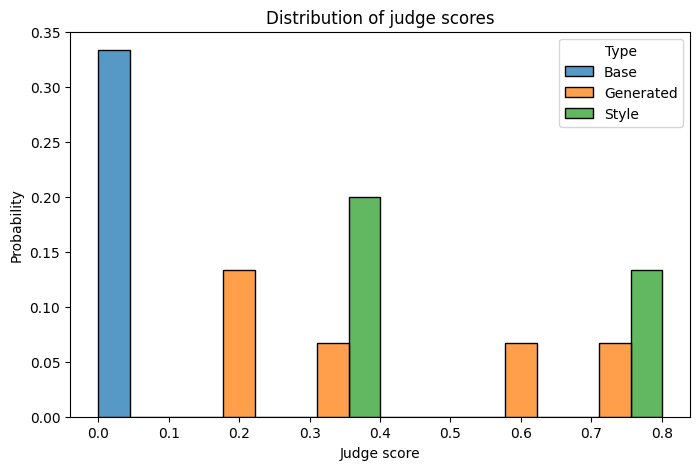 Distribution of judge scores
Type
Base
Generated
Style
Probability
0.35
0.30
0.25
0.20
0.15
0.10
0.05
0.00
0.0 0.1 0.2 0.3 0.4 0.5 0.6 0.7 0.8
Judge score